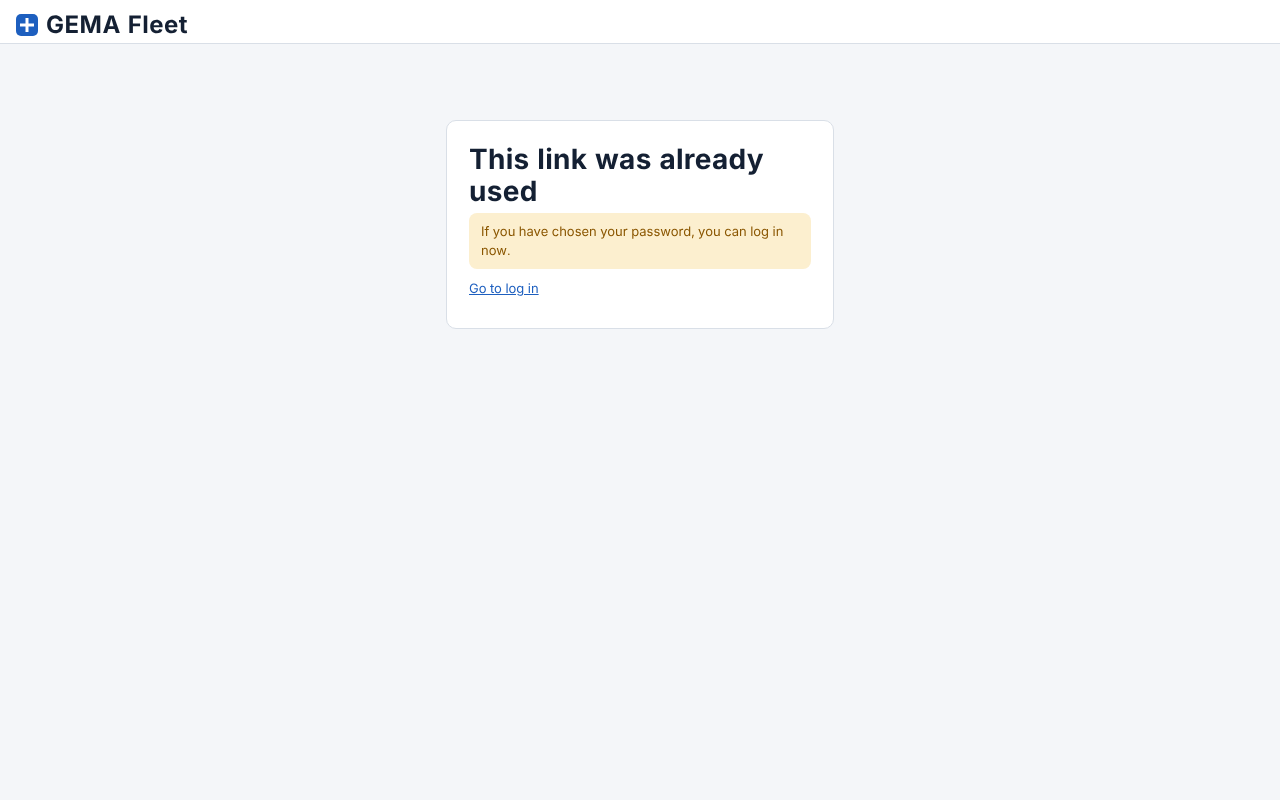 GEMA Fleet
This link was already
used
If you have chosen your password, you can log in
now.
Go to log in